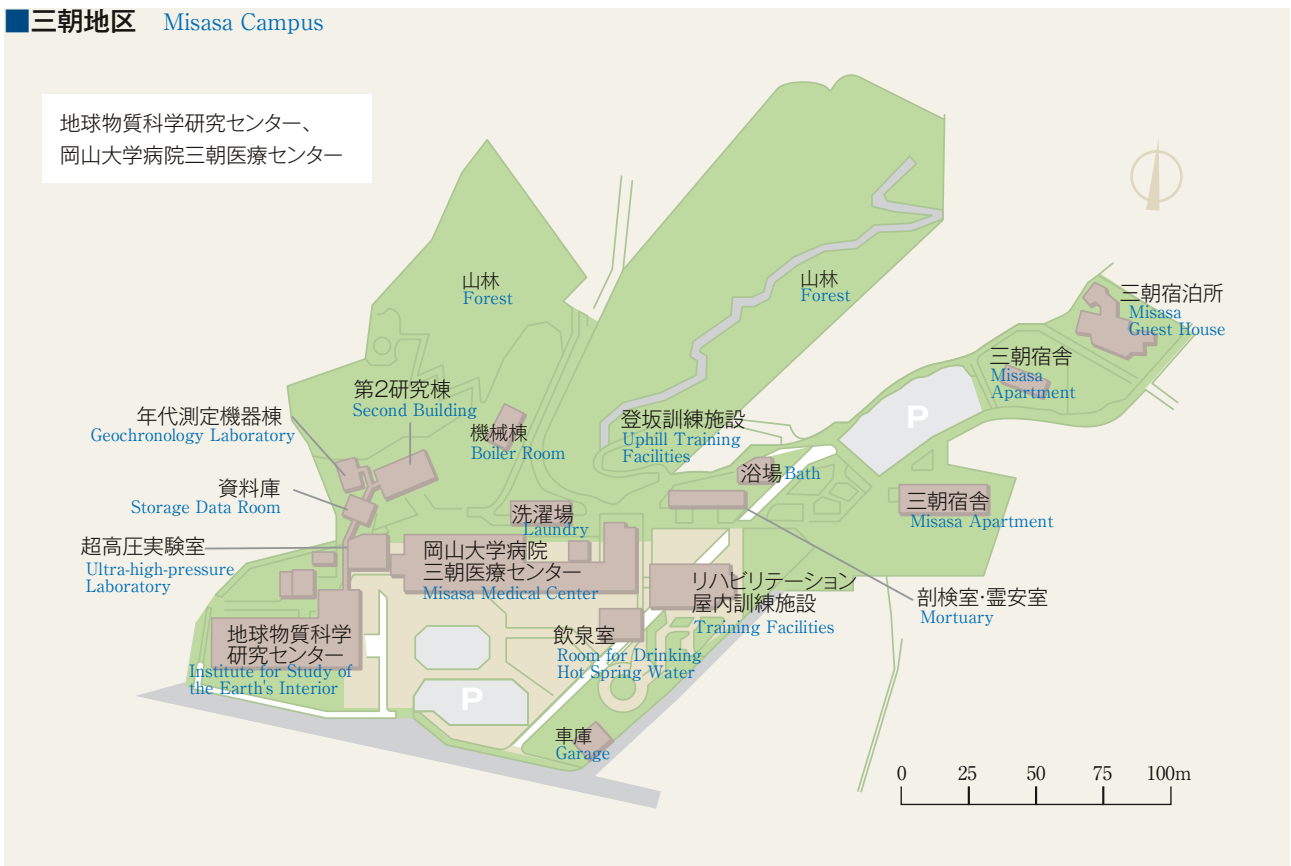 ■三朝地区 Misasa Campus
地球物質科学研究センター、
岡山大学病院三朝医療センター
山林
Forest
山林
Forest
三朝宿泊所
Misasa
Guest House
三朝宿舎
Misasa
Apartment
P
第2研究棟
Second Building
年代測定機器棟
Geochronology Laboratory
機械棟
Boiler Room
登坂訓練施設
Uphill Training
Facilities
浴場 Bath
資料庫
Storage Data Room
洗濯場
Laundry
三朝宿舎
Misasa Apartment
超高圧実験室
Ultra-high-pressure
Laboratory
岡山大学病院
三朝医療センター
Misasa Medical Center
リハビリテーション
屋内訓練施設
Training Facilities
剖検室・霊安室
Mortuary
地球物質科学
研究センター
Institute for Study of
the Earth's Interior
飲泉室
Room for Drinking
Hot Spring Water
P
車庫
Garage
0 25 50 75 100m